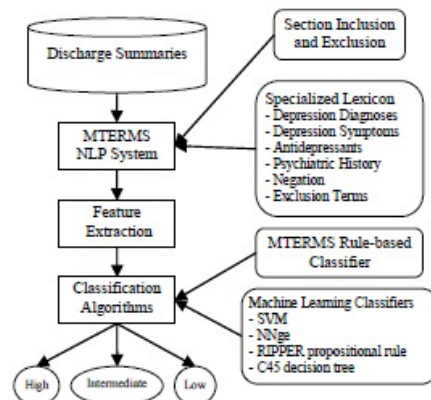 Discharge Summaries
Section Inclusion
and Exclusion
MTERMS
NLP System
Specialized Lexicon
- Depression Diagnoses
- Depression Symptoms
- Antidepressants
- Psychiatric History
- Negation
- Exclusion Terms
Feature
Extraction
MTERMS Rule-based
Classifier
Classification
Algorithms
Machine Learning Classifiers
- SVM
- NNge
- RIPPER propositional rule
- C45 decision tree
High
Intermediate
Low